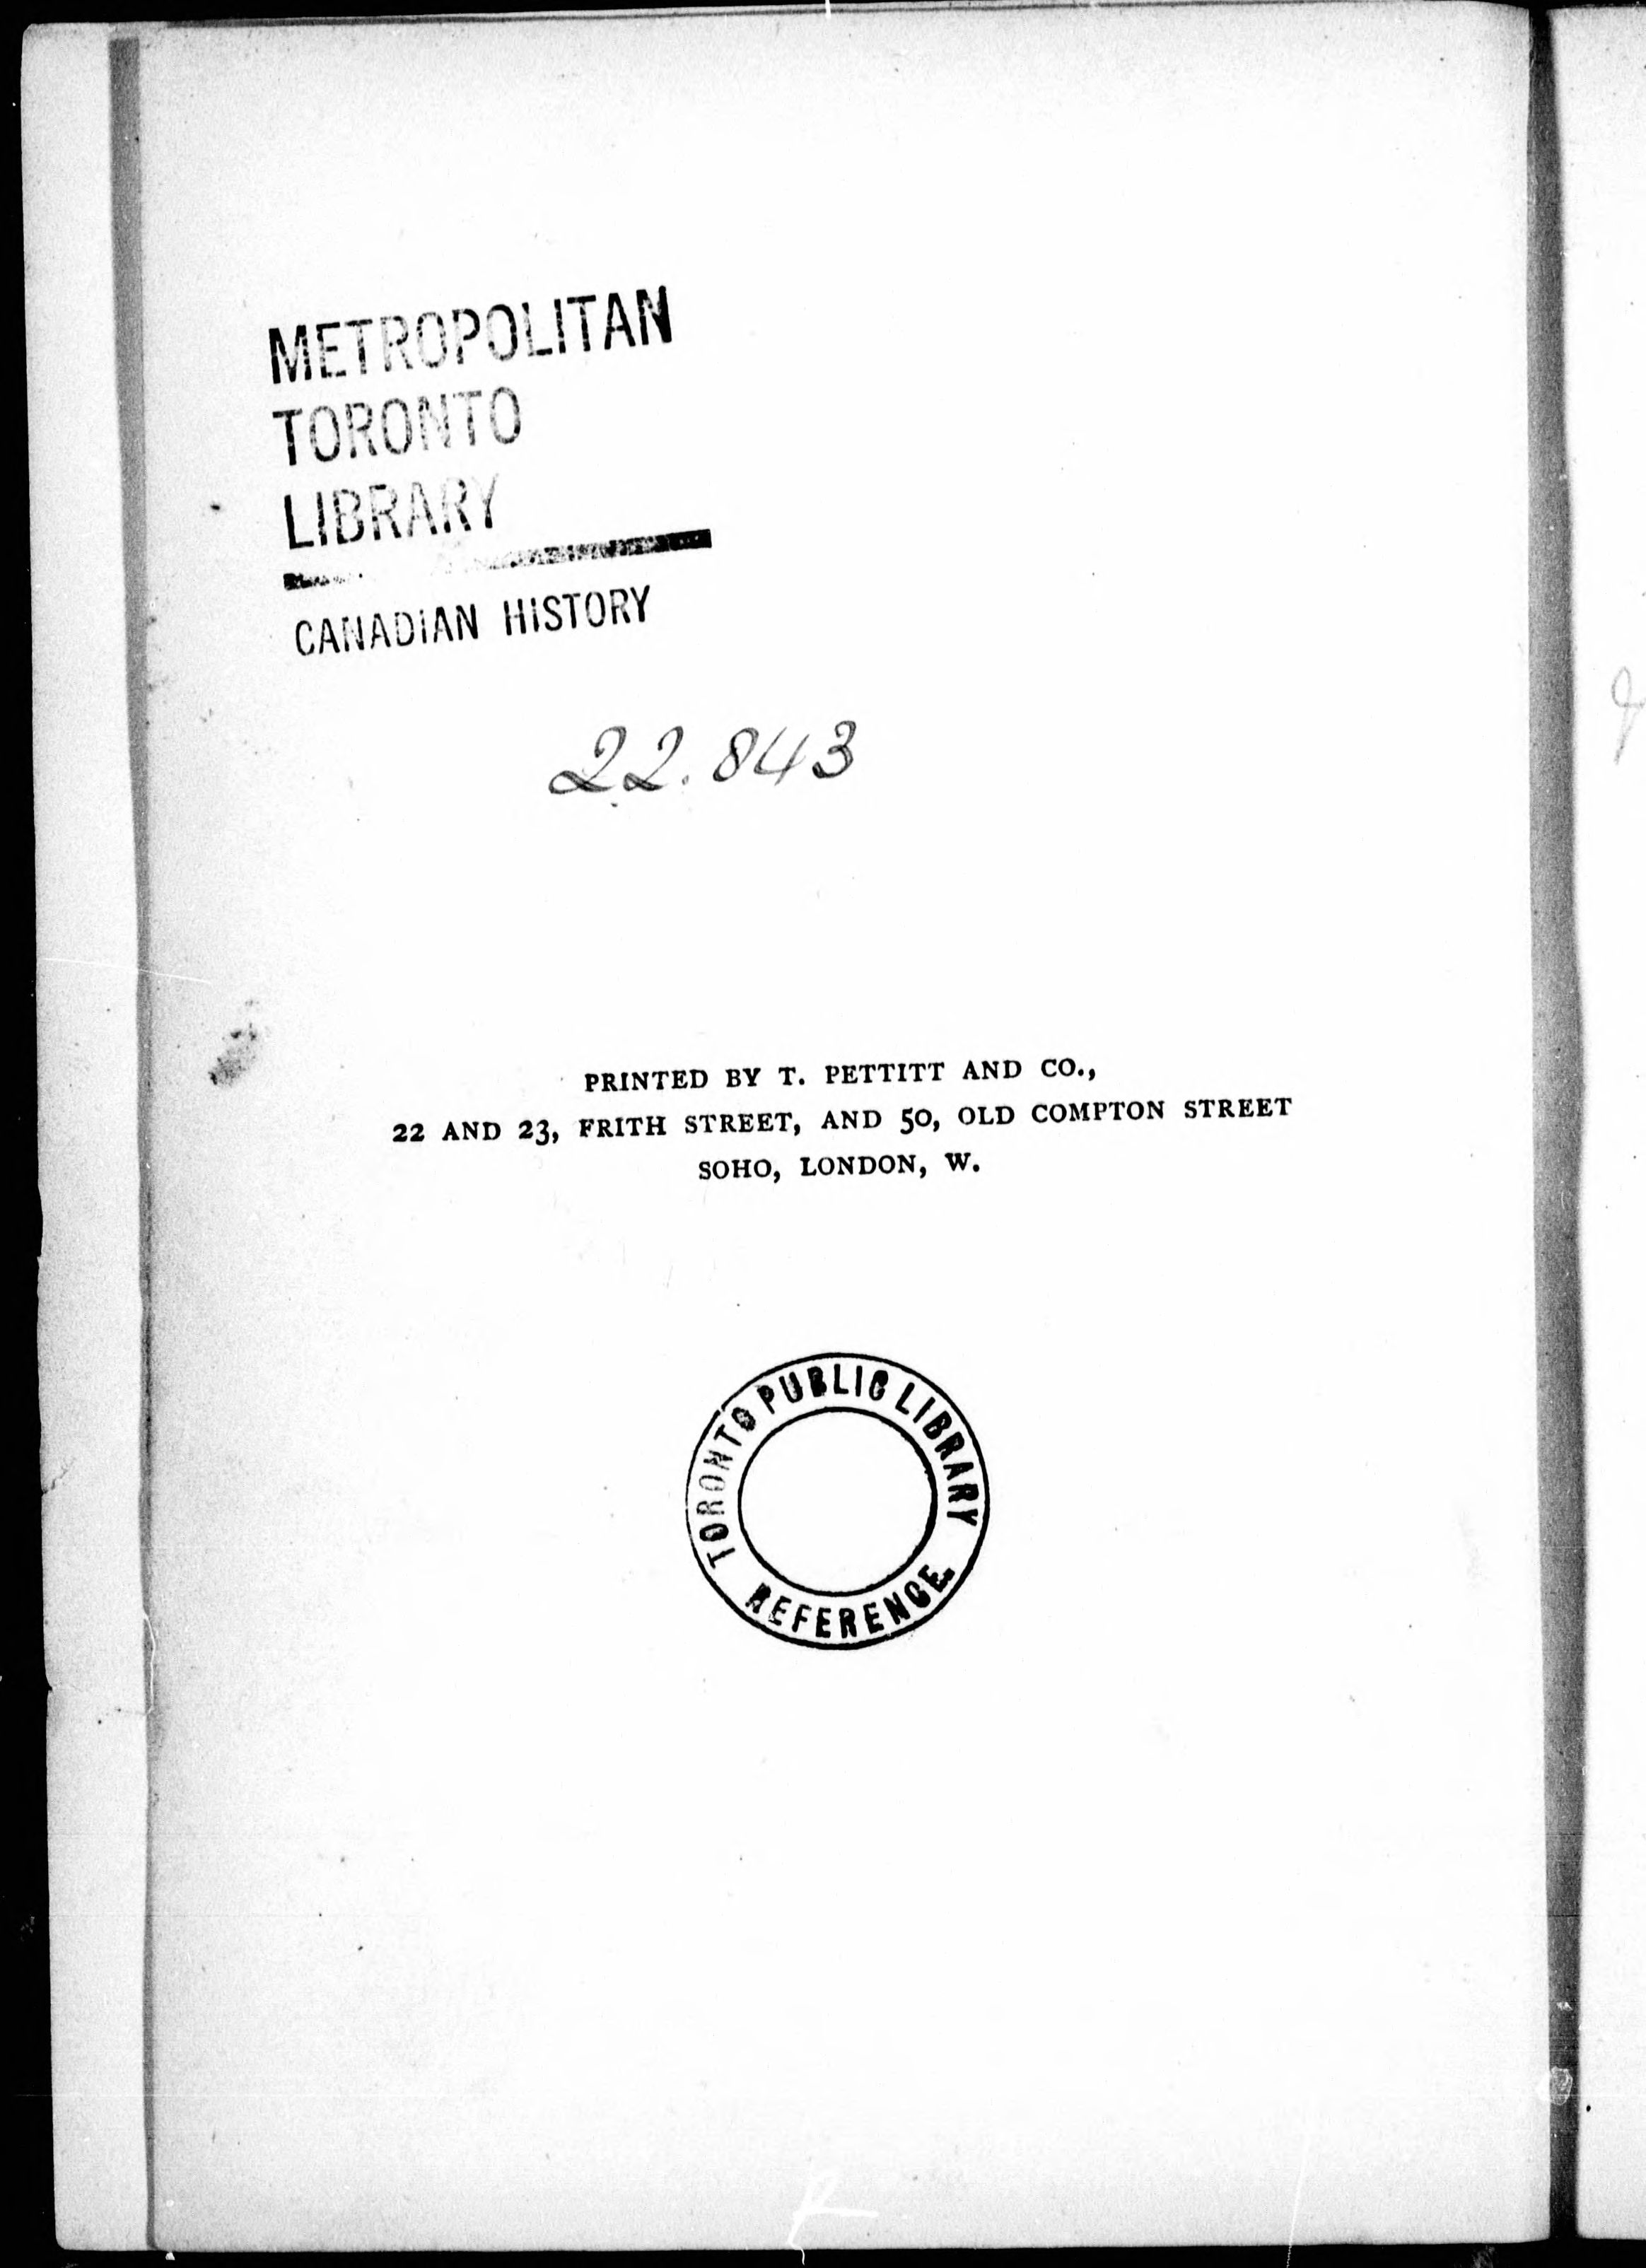 METROPOLITAN
TORONTO
LIBRARY
CANADIAN HISTORY
22.843
PRINTED BY T. PETTITT AND CO.,
22 AND 23, FRITH STREET, AND 50, OLD COMPTON STREET
SOHO, LONDON, W.
TORONTO PUBLIC LIBRARY
REFERENCE.